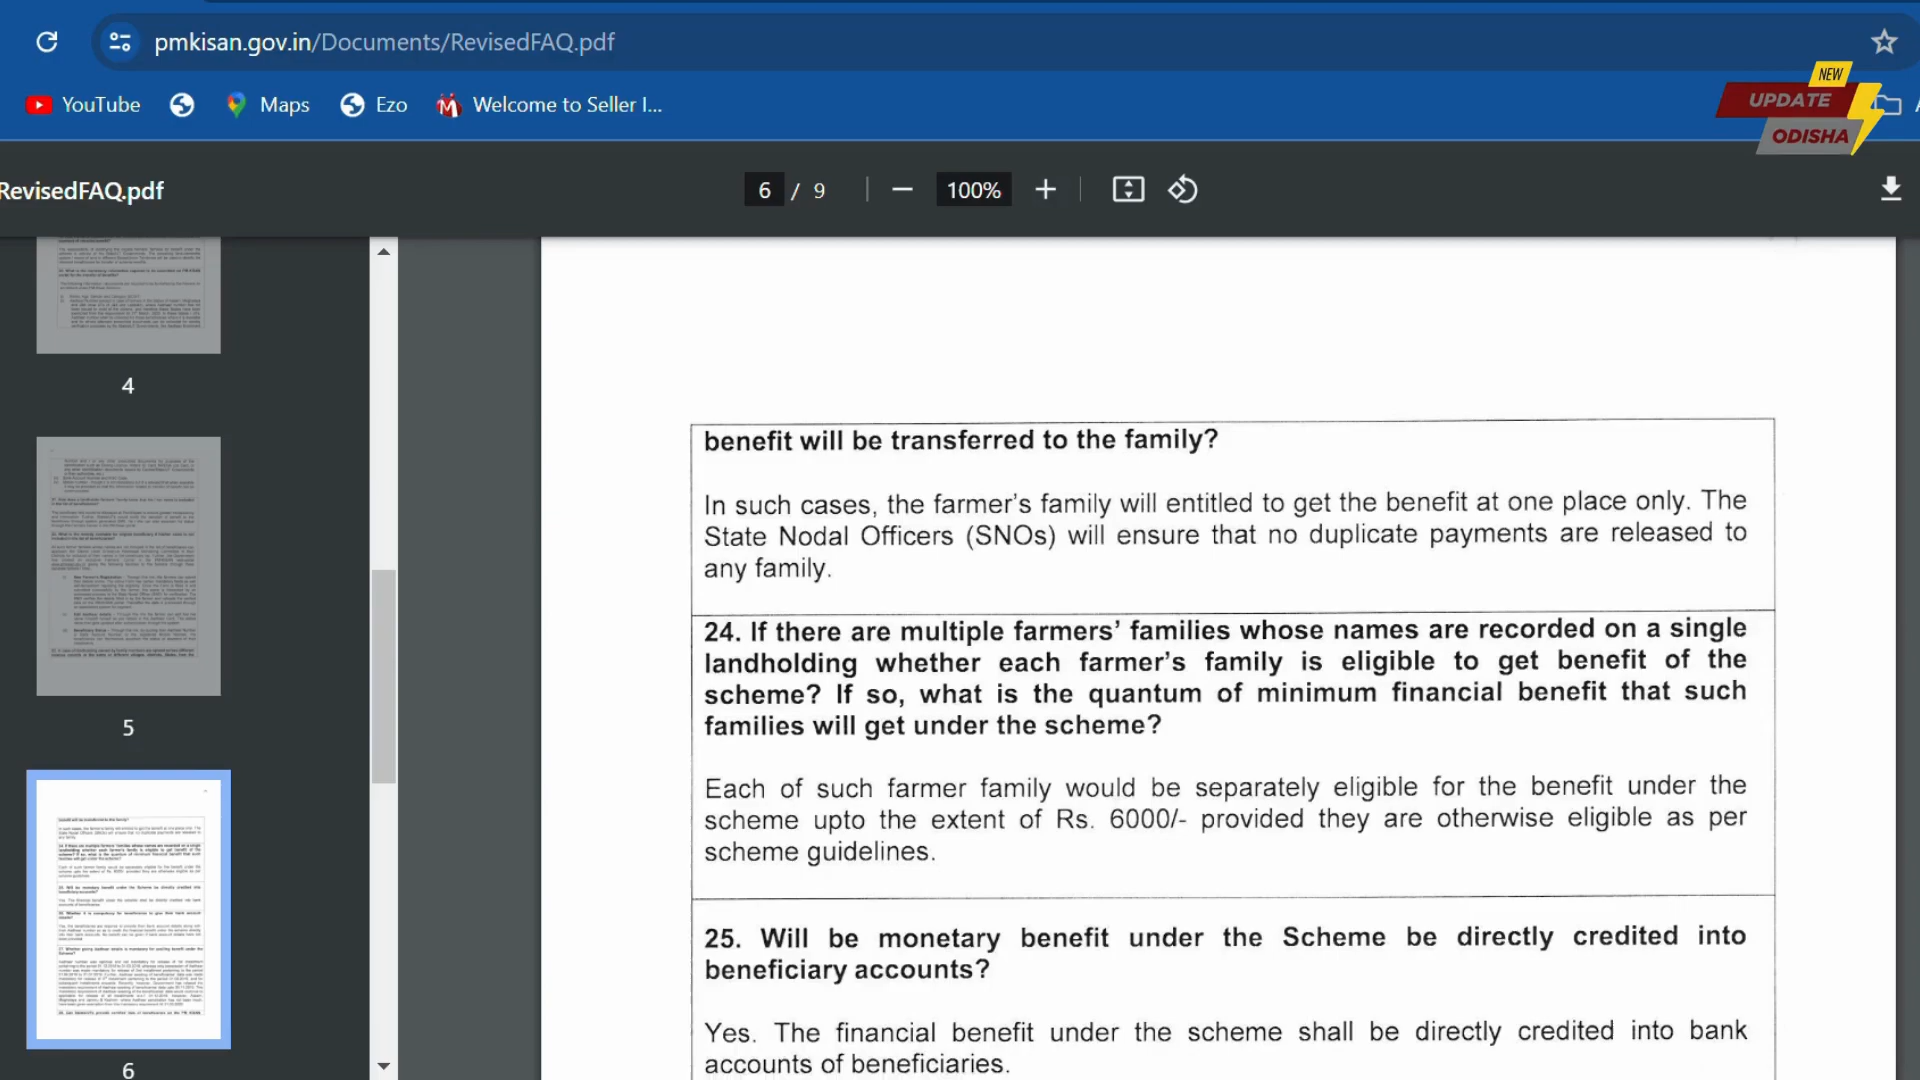 pmkisan.gov.in/Documents/RevisedFAQ.pdf
YouTube
Maps
Ezo
Welcome to Seller I...
NEW
UPDATE
ODISHA
RevisedFAQ.pdf
6 / 9
100%
4
5
6
benefit will be transferred to the family?
In such cases, the farmer's family will entitled to get the benefit at one place only. The
State Nodal Officers (SNOs) will ensure that no duplicate payments are released to
any family.
24. If there are multiple farmers' families whose names are recorded on a single
landholding whether each farmer's family is eligible to get benefit of the
scheme? If so, what is the quantum of minimum financial benefit that such
families will get under the scheme?
Each of such farmer family would be separately eligible for the benefit under the
scheme upto the extent of Rs. 6000/- provided they are otherwise eligible as per
scheme guidelines.
25. Will be monetary benefit under the Scheme be directly credited into
beneficiary accounts?
Yes. The financial benefit under the scheme shall be directly credited into bank
accounts of beneficiaries.